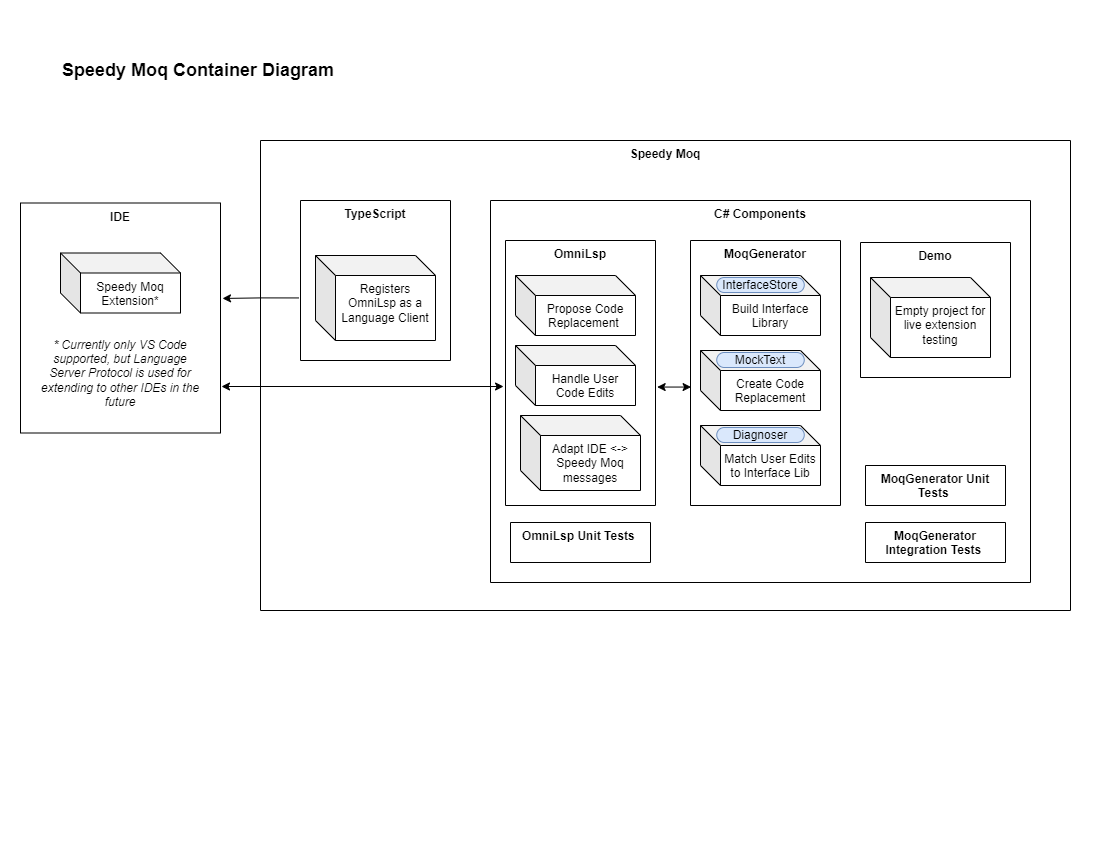 Speedy Moq Container Diagram
Speedy Moq
IDE
Speedy Moq
Extension*
* Currently only VS Code
supported, but Language
Server Protocol is used for
extending to other IDEs in the
future
TypeScript
Registers
OmniLsp as a
Language Client
C# Components
OmniLsp
Propose Code
Replacement
Handle User
Code Edits
Adapt IDE <->
Speedy Moq
messages
OmniLsp Unit Tests
MoqGenerator
InterfaceStore
Build Interface
Library
MockText
Create Code
Replacement
Diagnoser
Match User Edits
to Interface Lib
Demo
Empty project for
live extension
testing
MoqGenerator Unit
Tests
MoqGenerator
Integration Tests